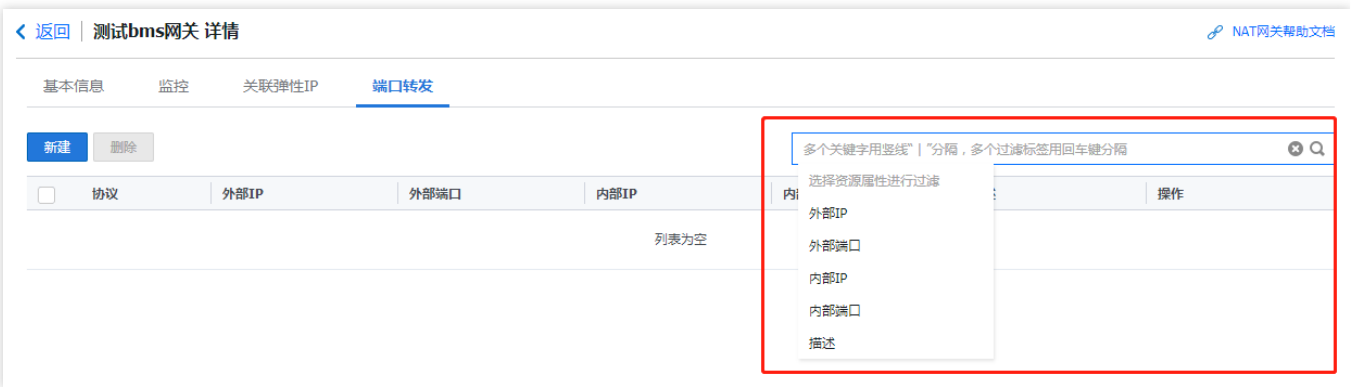 返回 测试bms网关 详情 NAT网关帮助文档
基本信息 监控 关联弹性IP 端口转发
新建 删除 多个关键字用竖线"|"分隔，多个过滤标签用回车键分隔
选择资源属性进行过滤
协议 外部IP 外部端口 内部IP 内 操作
外部IP
列表为空 外部端口
内部IP
内部端口
描述